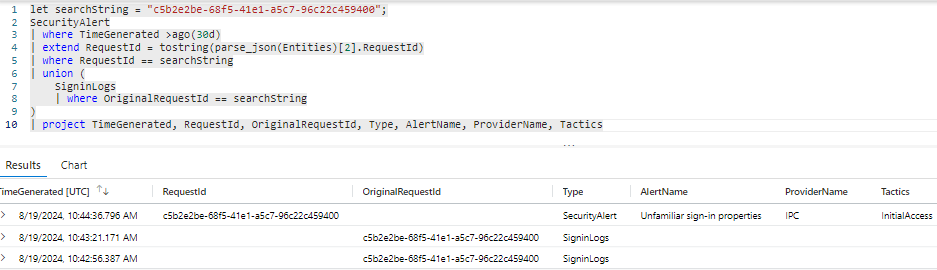 1 let searchString = "c5b2e2be-68f5-41e1-a5c7-96c22c459400";
2 SecurityAlert
3 | where TimeGenerated >ago(30d)
4 | extend RequestId = tostring(parse_json(Entities)[2].RequestId)
5 | where RequestId == searchString
6 | union (
7 SigninLogs
8 | where OriginalRequestId == searchString
9 )
10 | project TimeGenerated, RequestId, OriginalRequestId, Type, AlertName, ProviderName, Tactics
...
Results Chart
TimeGenerated [UTC] RequestId OriginalRequestId Type AlertName ProviderName Tactics
8/19/2024, 10:44:36.796 AM c5b2e2be-68f5-41e1-a5c7-96c22c459400 SecurityAlert Unfamiliar sign-in properties IPC InitialAccess
8/19/2024, 10:43:21.171 AM c5b2e2be-68f5-41e1-a5c7-96c22c459400 SigninLogs
8/19/2024, 10:42:56.387 AM c5b2e2be-68f5-41e1-a5c7-96c22c459400 SigninLogs